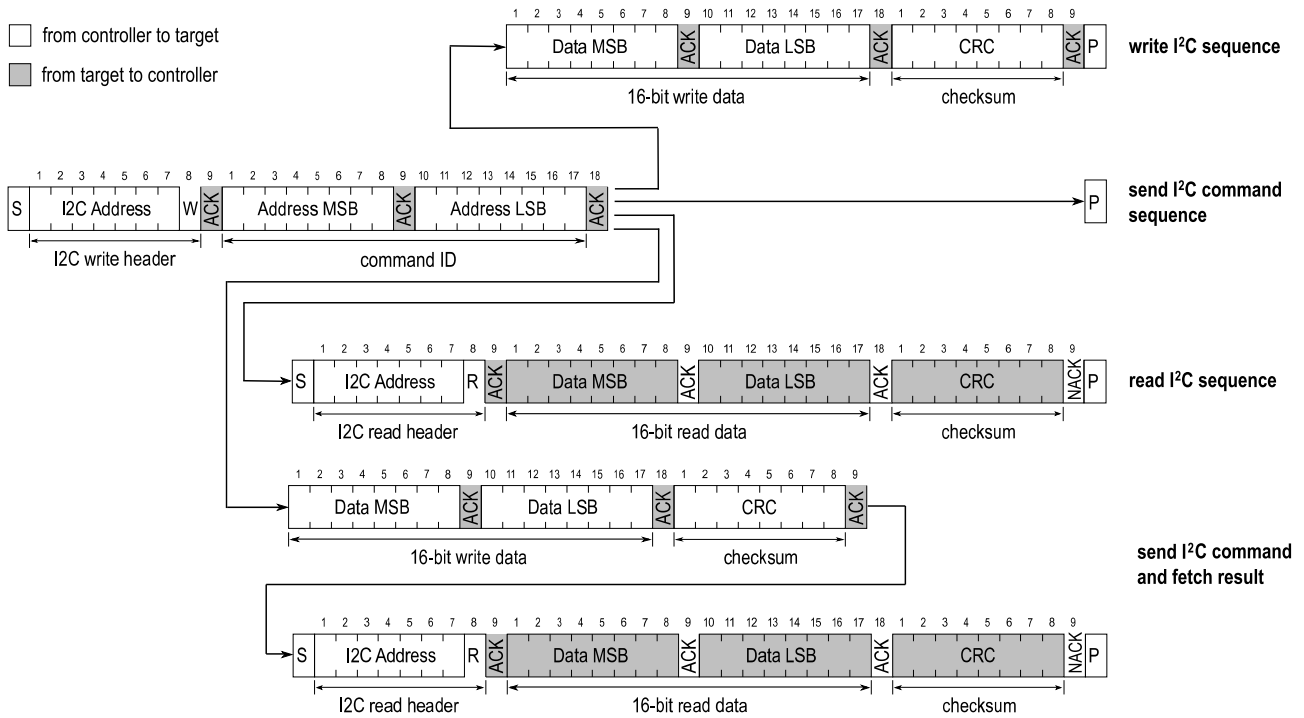 from controller to target
from target to controller
1 2 3 4 5 6 7 8 9 10 11 12 13 14 15 16 17 18 1 2 3 4 5 6 7 8 9
Data MSB ACK Data LSB ACK CRC ACK P
16-bit write data checksum
write I²C sequence
1 2 3 4 5 6 7 8 9 1 2 3 4 5 6 7 8 9 10 11 12 13 14 15 16 17 18
S I2C Address W ACK Address MSB ACK Address LSB ACK
I2C write header command ID
P
send I²C command
sequence
1 2 3 4 5 6 7 8 9 1 2 3 4 5 6 7 8 9 10 11 12 13 14 15 16 17 18 1 2 3 4 5 6 7 8 9
S I2C Address R ACK Data MSB ACK Data LSB ACK CRC NACK P
I2C read header 16-bit read data checksum
read I²C sequence
1 2 3 4 5 6 7 8 9 10 11 12 13 14 15 16 17 18 1 2 3 4 5 6 7 8 9
Data MSB ACK Data LSB ACK CRC ACK
16-bit write data checksum
send I²C command
and fetch result
1 2 3 4 5 6 7 8 9 1 2 3 4 5 6 7 8 9 10 11 12 13 14 15 16 17 18 1 2 3 4 5 6 7 8 9
S I2C Address R ACK Data MSB ACK Data LSB ACK CRC NACK P
I2C read header 16-bit read data checksum